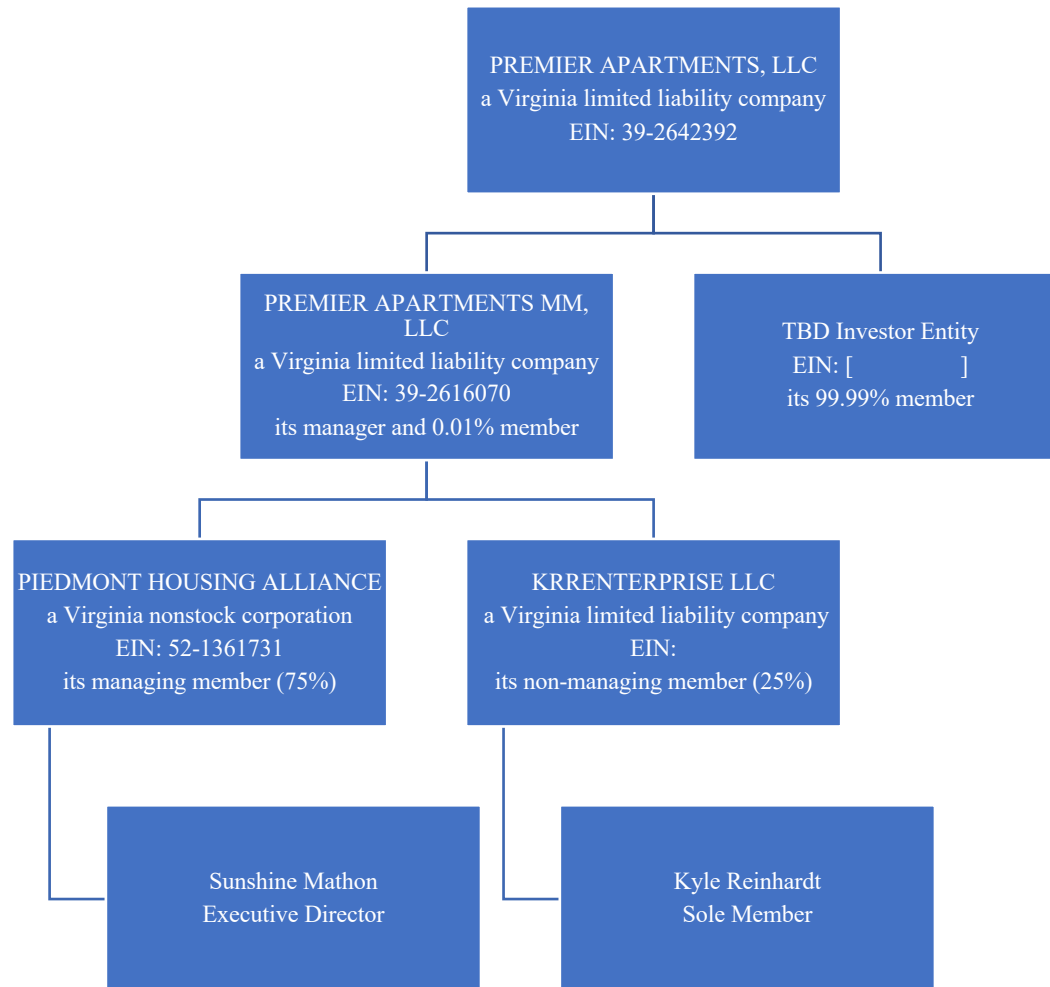 PREMIER APARTMENTS, LLC
a Virginia limited liability company
EIN: 39-2642392
PREMIER APARTMENTS MM,
LLC
a Virginia limited liability company
EIN: 39-2616070
its manager and 0.01% member
TBD Investor Entity
EIN: [ ]
its 99.99% member
PIEDMONT HOUSING ALLIANCE
a Virginia nonstock corporation
EIN: 52-1361731
its managing member (75%)
KRRENTERPRISE LLC
a Virginia limited liability company
EIN:
its non-managing member (25%)
Sunshine Mathon
Executive Director
Kyle Reinhardt
Sole Member